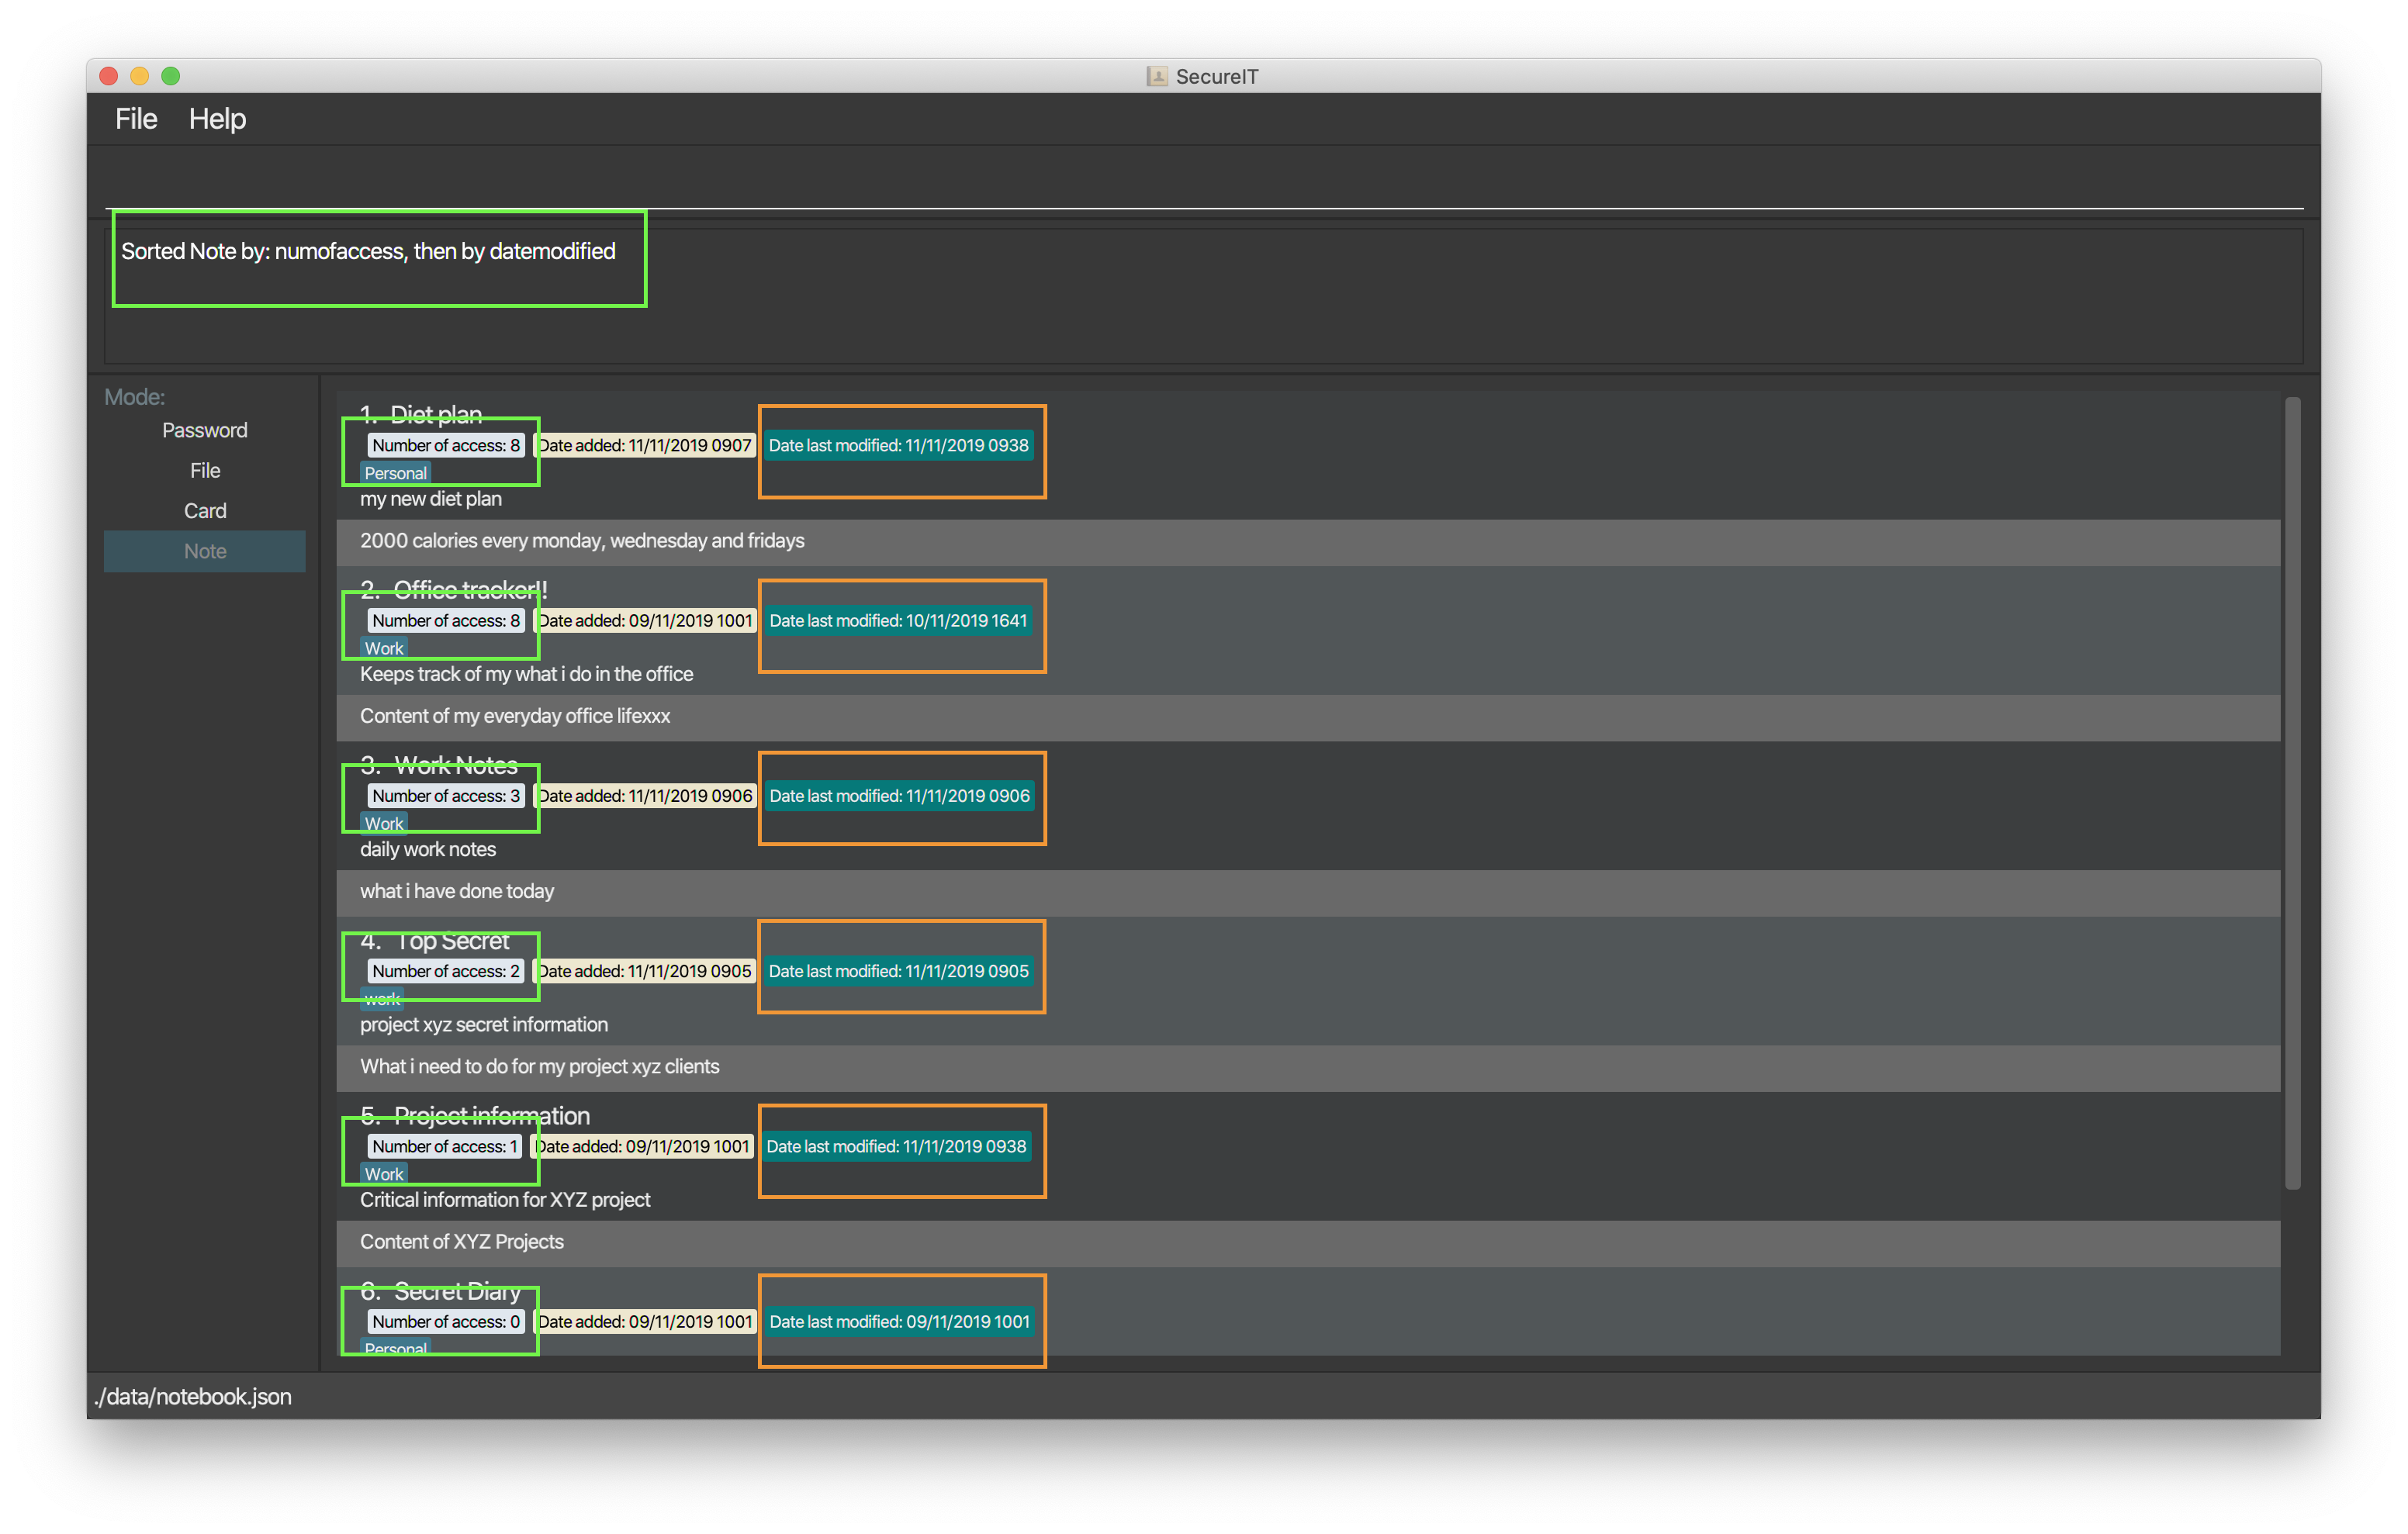 SecureIT
File Help
Sorted Note by: numofaccess, then by datemodified
Mode:
Password
File
Card
Note
1. Diet plan
Number of access: 8 Date added: 11/11/2019 0907 Date last modified: 11/11/2019 0938
Personal
my new diet plan
2000 calories every monday, wednesday and fridays
2. Office tracker!!
Number of access: 8 Date added: 09/11/2019 1001 Date last modified: 10/11/2019 1641
Work
Keeps track of my what i do in the office
Content of my everyday office lifexxx
3. Work Notes
Number of access: 3 Date added: 11/11/2019 0906 Date last modified: 11/11/2019 0906
Work
daily work notes
what i have done today
4. Top Secret
Number of access: 2 Date added: 11/11/2019 0905 Date last modified: 11/11/2019 0905
work
project xyz secret information
What i need to do for my project xyz clients
5. Project information
Number of access: 1 Date added: 09/11/2019 1001 Date last modified: 11/11/2019 0938
Work
Critical information for XYZ project
Content of XYZ Projects
6. Secret Diary
Number of access: 0 Date added: 09/11/2019 1001 Date last modified: 09/11/2019 1001
Personal
./data/notebook.json